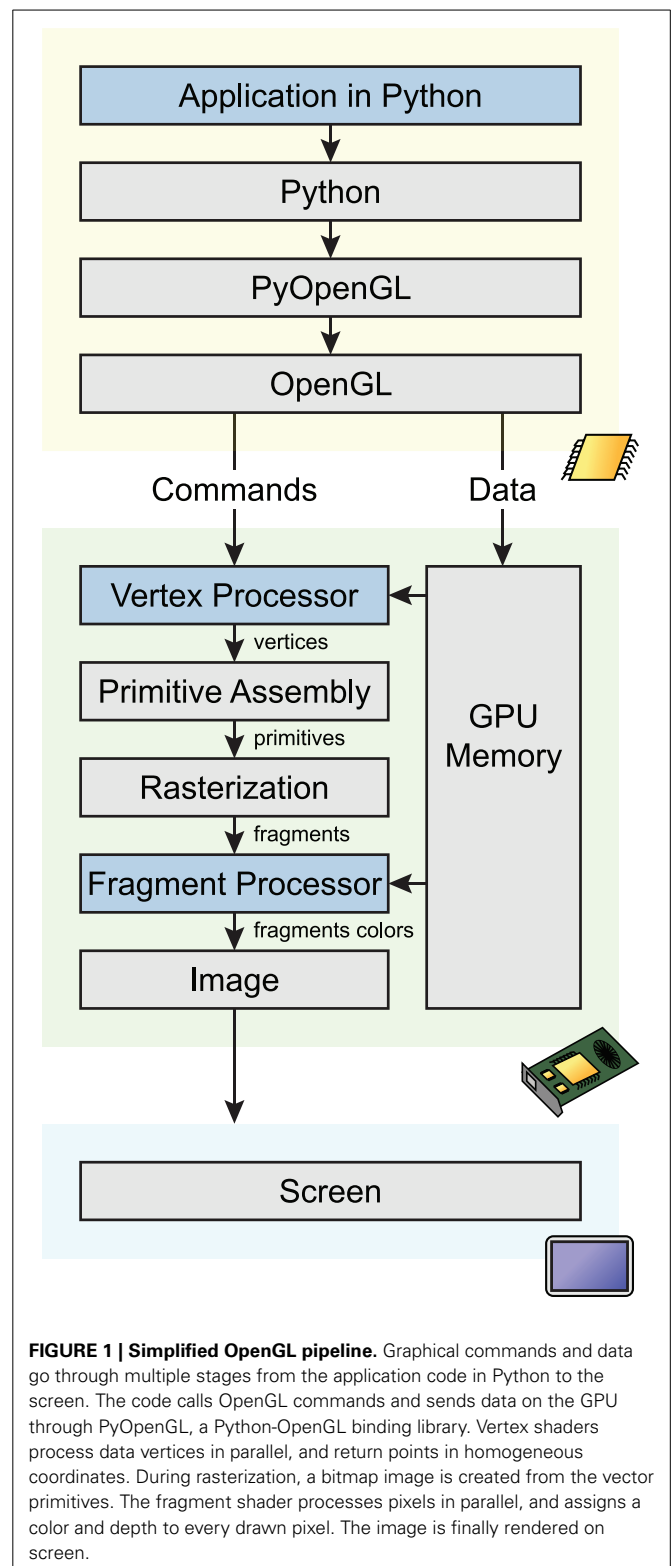 Application in Python
Python
PyOpenGL
OpenGL
Commands
Data
Vertex Processor
vertices
Primitive Assembly
primitives
Rasterization
fragments
Fragment Processor
fragments colors
Image
GPU
Memory
Screen
FIGURE 1 | Simplified OpenGL pipeline. Graphical commands and data
go through multiple stages from the application code in Python to the
screen. The code calls OpenGL commands and sends data on the GPU
through PyOpenGL, a Python-OpenGL binding library. Vertex shaders
process data vertices in parallel, and return points in homogeneous
coordinates. During rasterization, a bitmap image is created from the vector
primitives. The fragment shader processes pixels in parallel, and assigns a
color and depth to every drawn pixel. The image is finally rendered on
screen.